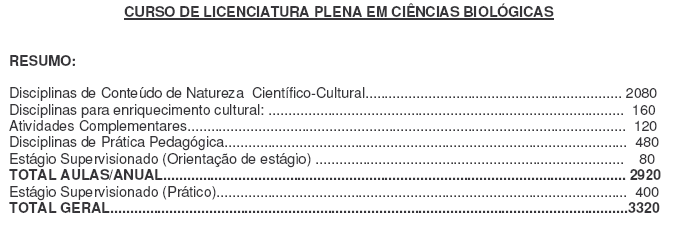 CURSO DE LICENCIATURA PLENA EM CIÊNCIAS BIOLÓGICAS
RESUMO:
Disciplinas de Conteúdo de Natureza Científico-Cultural.................................................................. 2080
Disciplinas para enriquecimento cultural: ........................................................................................... 160
Atividades Complementares................................................................................................................ 120
Disciplinas de Prática Pedagógica....................................................................................................... 480
Estágio Supervisionado (Orientação de estágio) ............................................................................... 80
TOTAL AULAS/ANUAL.................................................................................................................. 2920
Estágio Supervisionado (Prático)......................................................................................................... 400
TOTAL GERAL................................................................................................................................3320